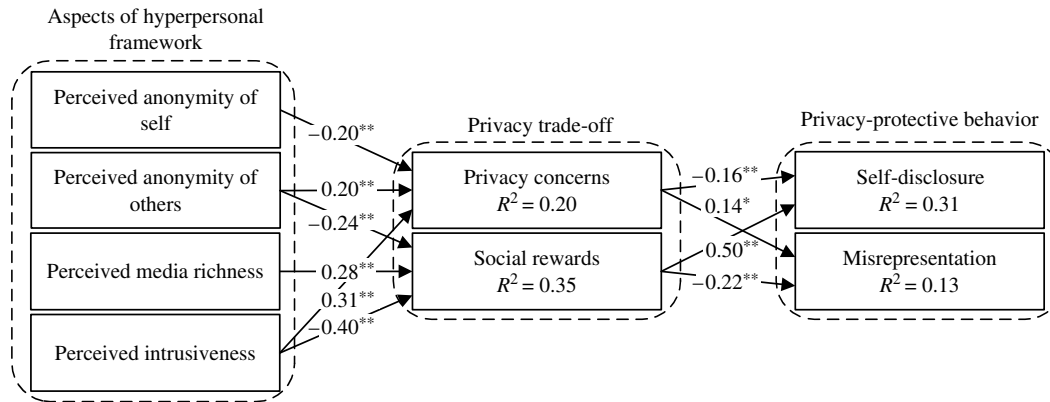 Aspects of hyperpersonal
framework
Perceived anonymity of
self
Perceived anonymity of
others
Perceived media richness
Perceived intrusiveness
−0.20**
0.20**
−0.24**
0.28**
0.31**
−0.40**
Privacy trade-off
Privacy concerns
R² = 0.20
Social rewards
R² = 0.35
−0.16**
0.14*
0.50**
−0.22**
Privacy-protective behavior
Self-disclosure
R² = 0.31
Misrepresentation
R² = 0.13